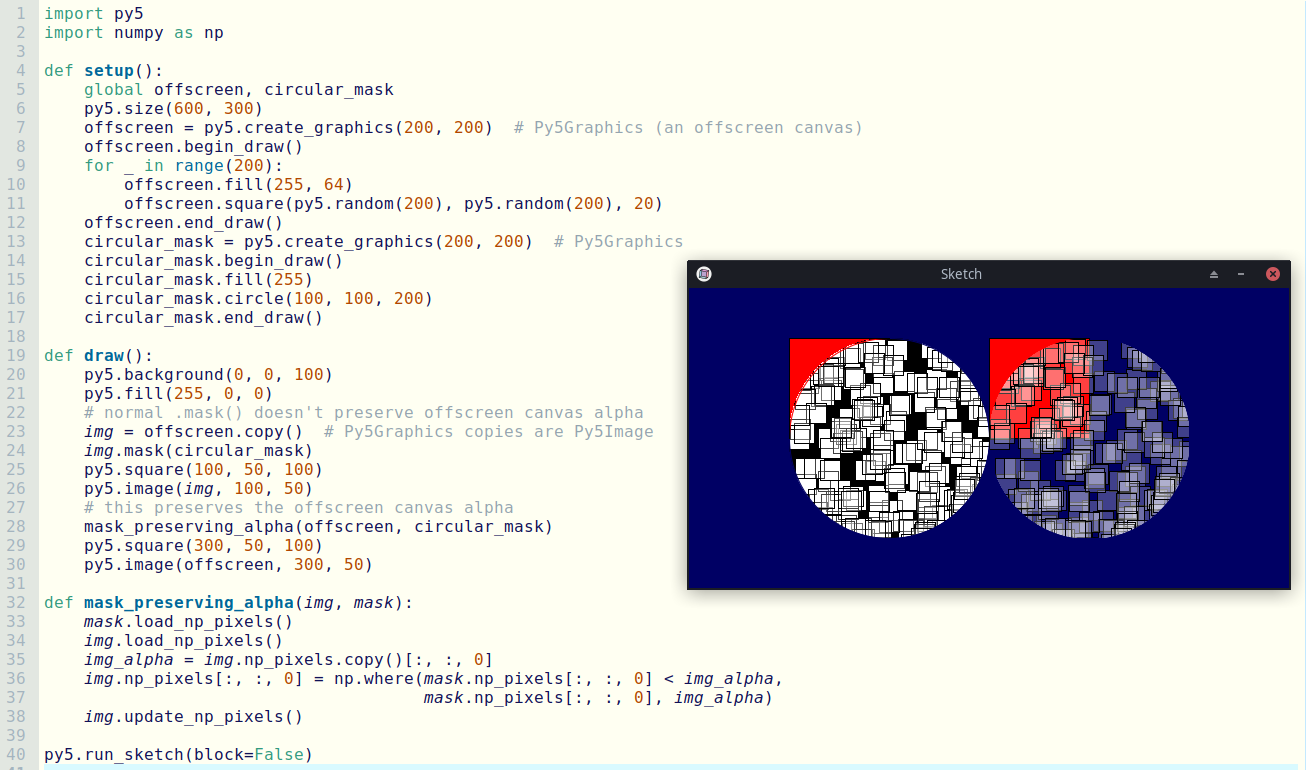 1 import py5
2 import numpy as np
3
4 def setup():
5     global offscreen, circular_mask
6     py5.size(600, 300)
7     offscreen = py5.create_graphics(200, 200)  # Py5Graphics (an offscreen canvas)
8     offscreen.begin_draw()
9     for _ in range(200):
10         offscreen.fill(255, 64)
11         offscreen.square(py5.random(200), py5.random(200), 20)
12     offscreen.end_draw()
13     circular_mask = py5.create_graphics(200, 200)  # Py5Graphics
14     circular_mask.begin_draw()
15     circular_mask.fill(255)
16     circular_mask.circle(100, 100, 200)
17     circular_mask.end_draw()
18
19 def draw():
20     py5.background(0, 0, 100)
21     py5.fill(255, 0, 0)
22     # normal .mask() doesn't preserve offscreen canvas alpha
23     img = offscreen.copy()  # Py5Graphics copies are Py5Image
24     img.mask(circular_mask)
25     py5.square(100, 50, 100)
26     py5.image(img, 100, 50)
27     # this preserves the offscreen canvas alpha
28     mask_preserving_alpha(offscreen, circular_mask)
29     py5.square(300, 50, 100)
30     py5.image(offscreen, 300, 50)
31
32 def mask_preserving_alpha(img, mask):
33     mask.load_np_pixels()
34     img.load_np_pixels()
35     img_alpha = img.np_pixels.copy()[:, :, 0]
36     img.np_pixels[:, :, 0] = np.where(mask.np_pixels[:, :, 0] < img_alpha,
37                                       mask.np_pixels[:, :, 0], img_alpha)
38     img.update_np_pixels()
39
40 py5.run_sketch(block=False)
41
Sketch